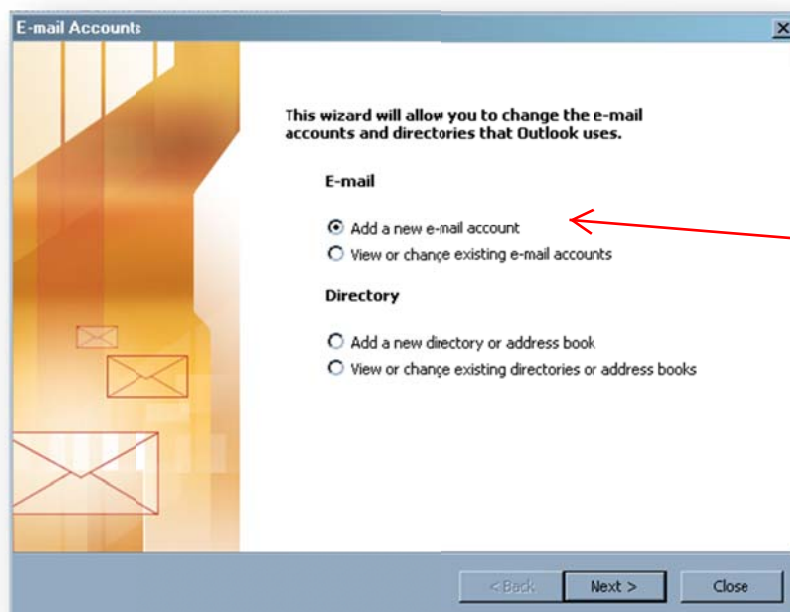 E-mail Accounts
This wizard will allow you to change the e-mail
accounts and directories that Outlook uses.
E-mail
Add a new e-mail account
View or change existing e-mail accounts
Directory
Add a new directory or address book
View or change existing directories or address books
< Back
Next >
Close